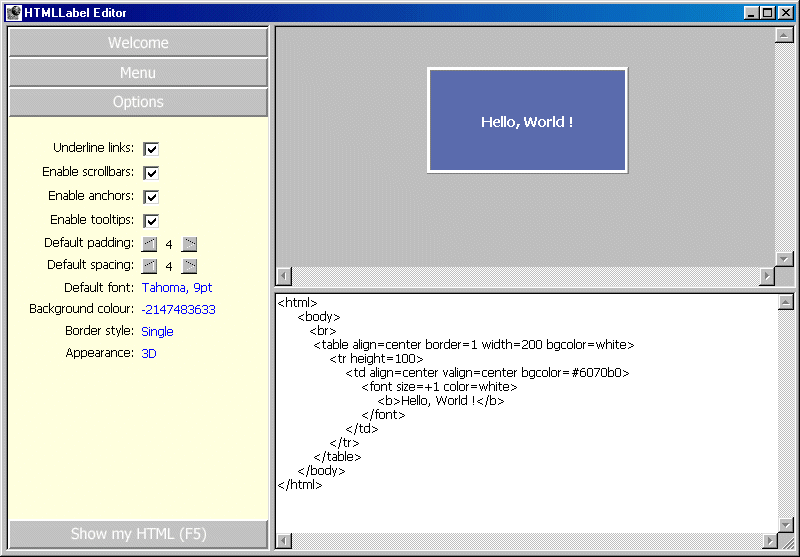 HTMLLabel Editor
Welcome
Menu
Options
Underline links:
Enable scrollbars:
Enable anchors:
Enable tooltips:
Default padding: 4
Default spacing: 4
Default font: Tahoma, 9pt
Background colour: -2147483633
Border style: Single
Appearance: 3D
Show my HTML (F5)
Hello, World !
<html>
<body>
<br>
<table align=center border=1 width=200 bgcolor=white>
<tr height=100>
<td align=center valign=center bgcolor=#6070b0>
<font size=+1 color=white>
<b>Hello, World !</b>
</font>
</td>
</tr>
</table>
</body>
</html>